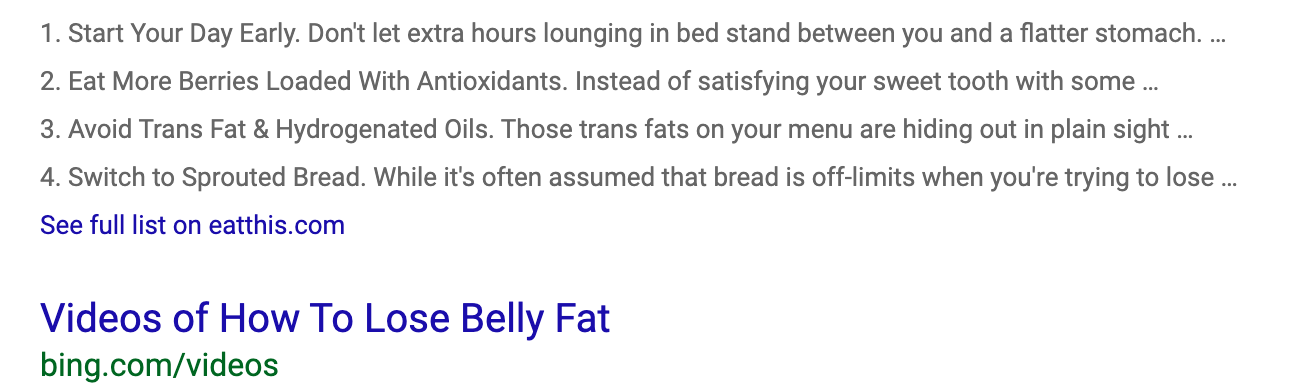 1. Start Your Day Early. Don't let extra hours lounging in bed stand between you and a flatter stomach. ...
2. Eat More Berries Loaded With Antioxidants. Instead of satisfying your sweet tooth with some ...
3. Avoid Trans Fat & Hydrogenated Oils. Those trans fats on your menu are hiding out in plain sight ...
4. Switch to Sprouted Bread. While it's often assumed that bread is off-limits when you're trying to lose ...
See full list on eatthis.com
Videos of How To Lose Belly Fat
bing.com/videos